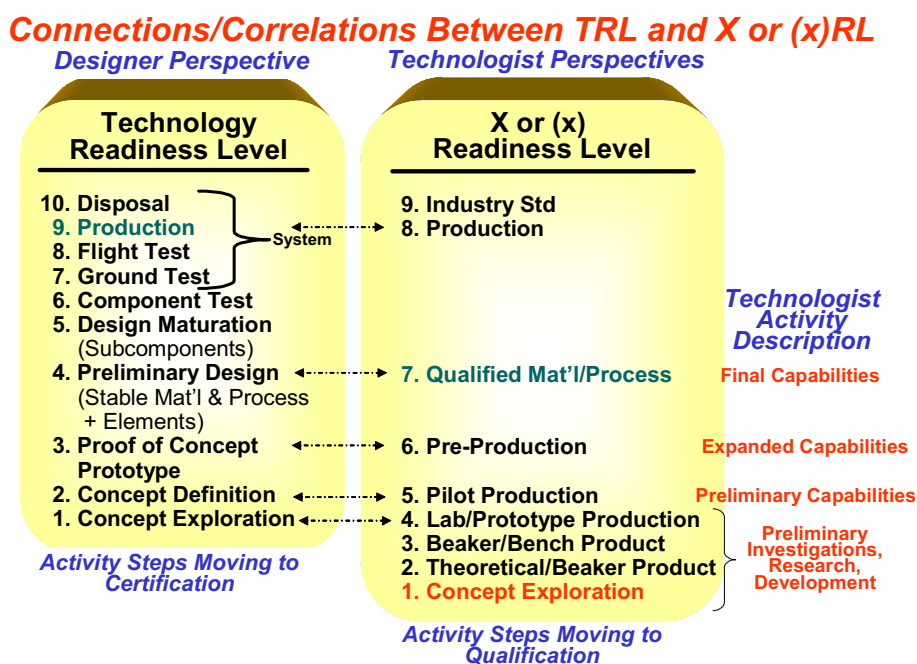 Connections/Correlations Between TRL and X or (x)RL
Designer Perspective
Technologist Perspectives
Technology
Readiness Level
10. Disposal
9. Production
8. Flight Test
7. Ground Test
System
6. Component Test
5. Design Maturation
(Subcomponents)
4. Preliminary Design
(Stable Mat'l & Process
+ Elements)
3. Proof of Concept
Prototype
2. Concept Definition
1. Concept Exploration
Activity Steps Moving to
Certification
X or (x)
Readiness Level
9. Industry Std
8. Production
7. Qualified Mat'l/Process
6. Pre-Production
5. Pilot Production
4. Lab/Prototype Production
3. Beaker/Bench Product
2. Theoretical/Beaker Product
1. Concept Exploration
Activity Steps Moving to
Qualification
Technologist
Activity
Description
Final Capabilities
Expanded Capabilities
Preliminary Capabilities
Preliminary
Investigations,
Research,
Development